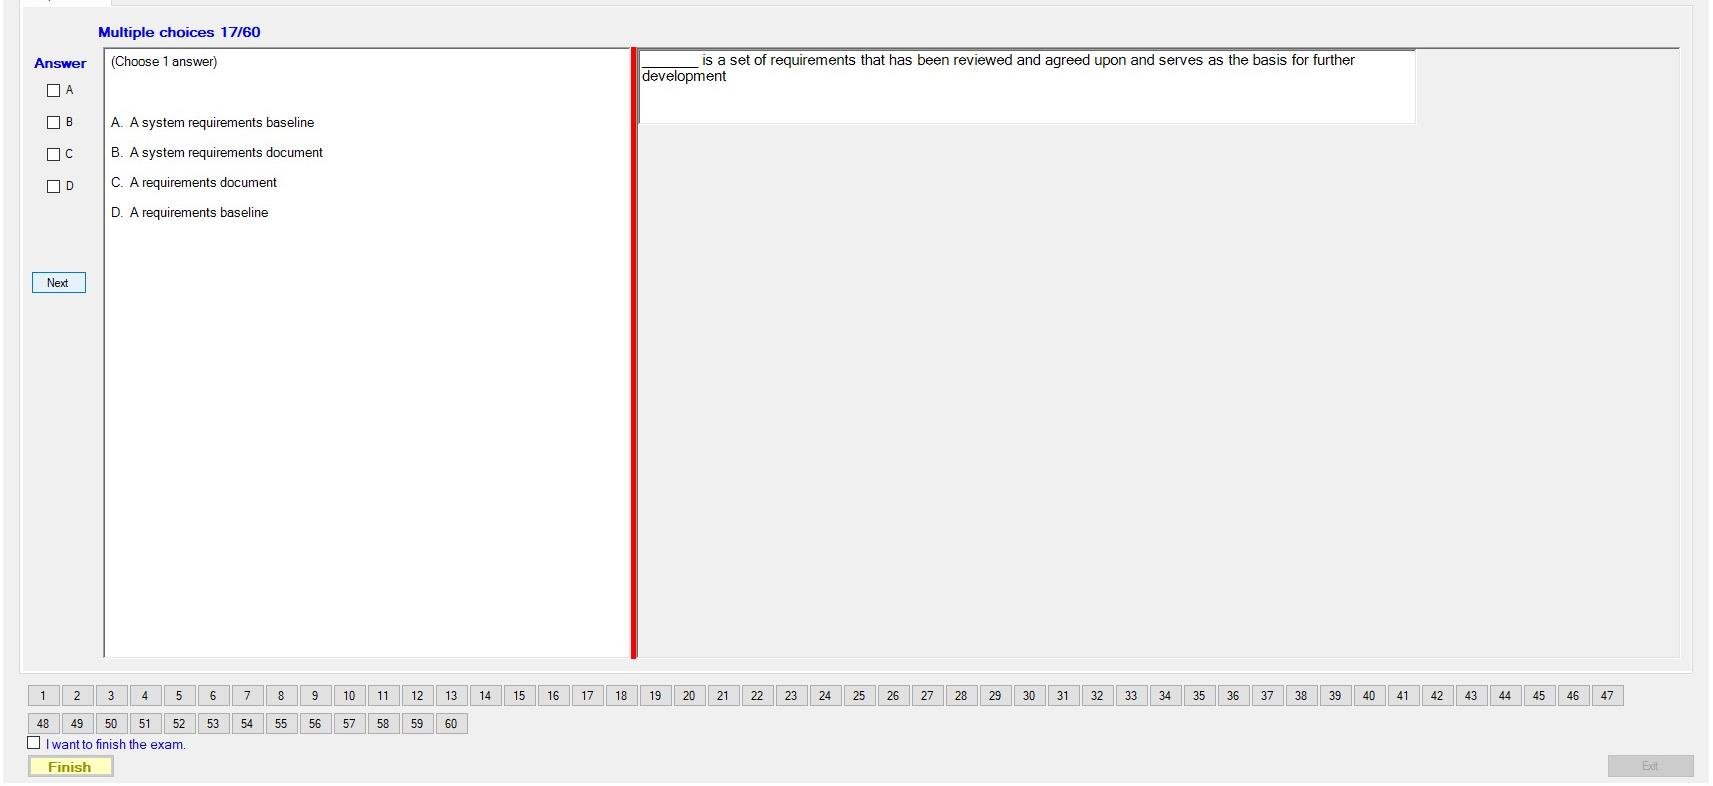 Multiple choices 17/60
Answer
(Choose 1 answer)
_______ is a set of requirements that has been reviewed and agreed upon and serves as the basis for further
development
A
B
C
D
A. A system requirements baseline
B. A system requirements document
C. A requirements document
D. A requirements baseline
Next
1 2 3 4 5 6 7 8 9 10 11 12 13 14 15 16 17 18 19 20 21 22 23 24 25 26 27 28 29 30 31 32 33 34 35 36 37 38 39 40 41 42 43 44 45 46 47
48 49 50 51 52 53 54 55 56 57 58 59 60
I want to finish the exam.
Finish
Exit